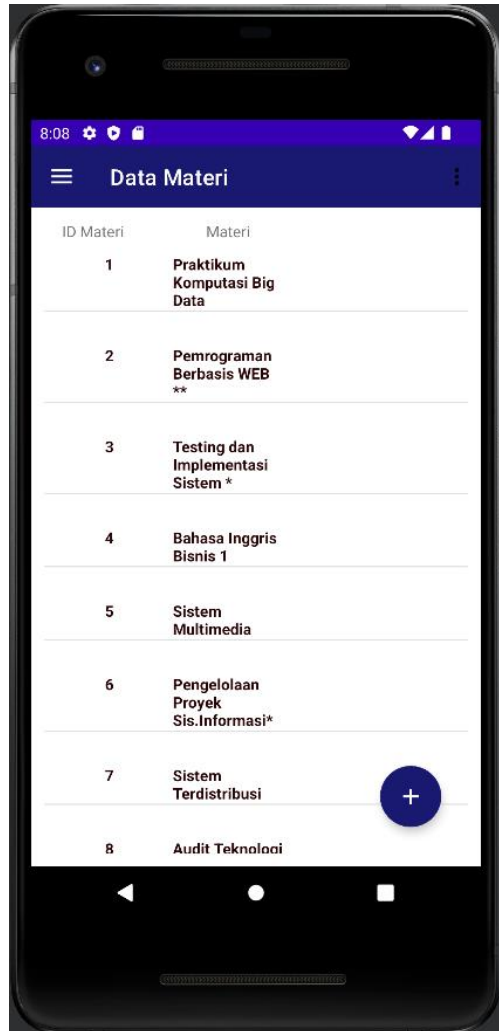 8:08
Data Materi
ID Materi Materi
1 Praktikum
Komputasi Big
Data
2 Pemrograman
Berbasis WEB
**
3 Testing dan
Implementasi
Sistem *
4 Bahasa Inggris
Bisnis 1
5 Sistem
Multimedia
6 Pengelolaan
Proyek
Sis.Informasi*
7 Sistem
Terdistribusi
+
8 Audit Teknologi